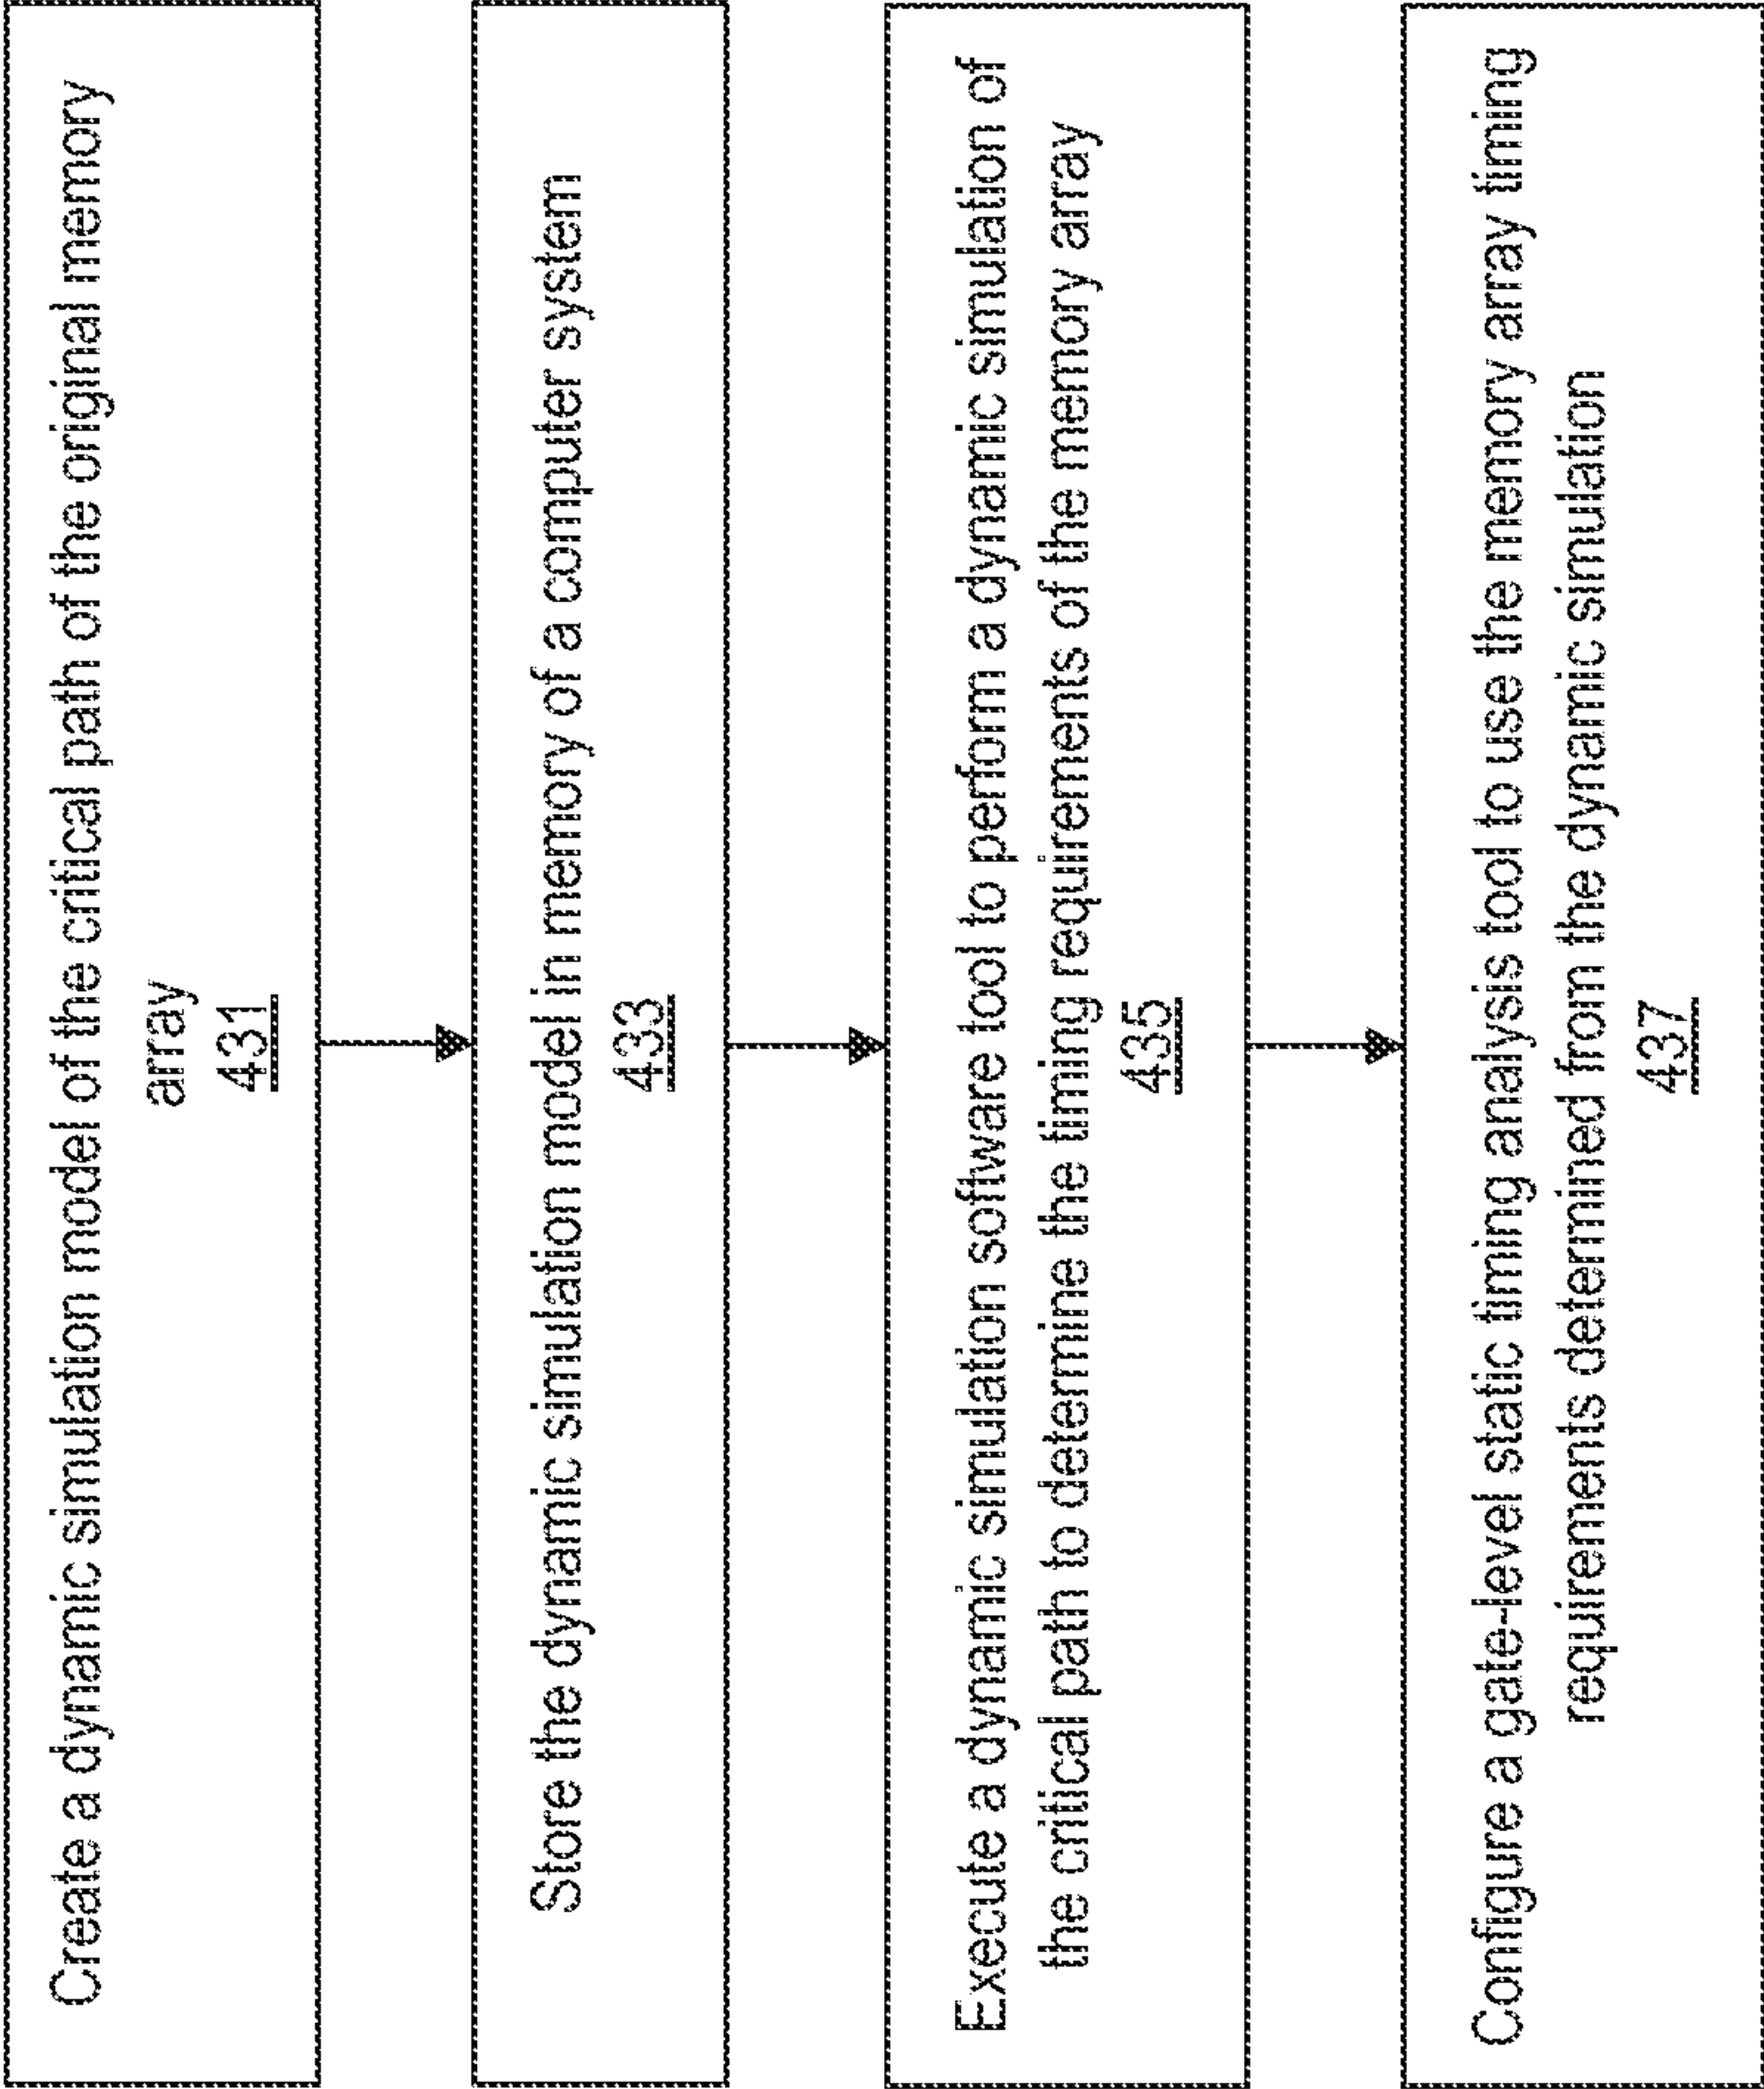 Create a dynamic simulation model of the critical path of the original memory
array
431
Store the dynamic simulation model in memory of a computer system
433
Execute a dynamic simulation software tool to perform a dynamic simulation of
the critical path to determine the timing requirements of the memory array
435
Configure a gate-level static timing analysis tool to use the memory array timing
requirements determined from the dynamic simulation
437